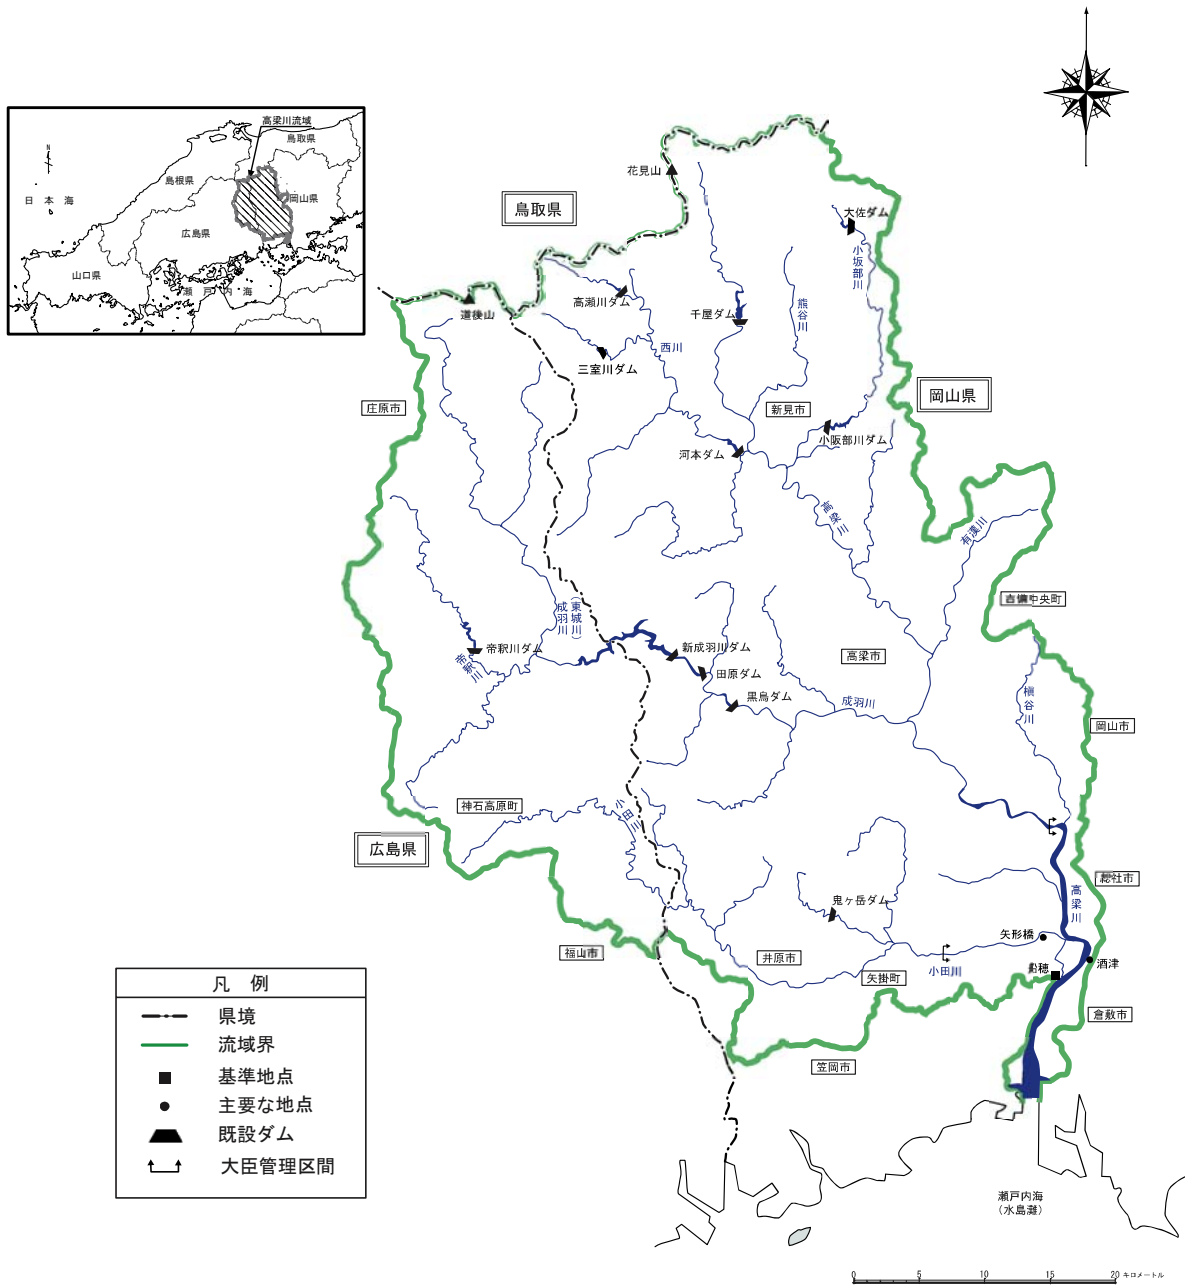 高梁川流域
鳥取県
島根県
N
日本海
岡山県
広島県
山口県
瀬戸内海
花見山
鳥取県
大佐ダム
小坂部川
高瀬川ダム
千屋ダム
熊谷川
道後山
西川
三室川ダム
岡山県
庄原市
新見市
小阪部川ダム
河本ダム
高梁川
有漢川
成羽川
(東城川)
中央町
帝釈川ダム
帝釈川
新成羽川ダム
田原ダム
高梁市
黒鳥ダム
成羽川
槙谷川
岡山市
神石高原町
小田川
広島県
総社市
高梁川
鬼ヶ岳ダム
矢形橋
福山市
井原市
小田川
矢掛町
船穂
酒津
倉敷市
笠岡市
凡例
県境
流域界
基準地点
主要な地点
既設ダム
大臣管理区間
瀬戸内海
(水島灘)
0 5 10 15 20 キロメートル